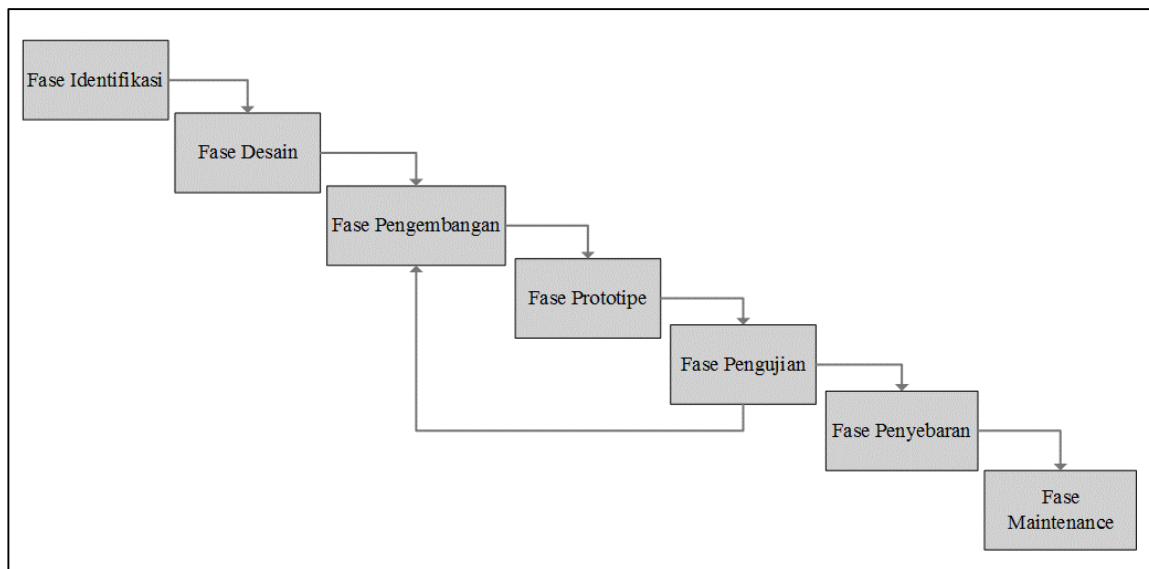 Fase Identifikasi
Fase Desain
Fase Pengembangan
Fase Prototipe
Fase Pengujian
Fase Penyebaran
Fase
Maintenance